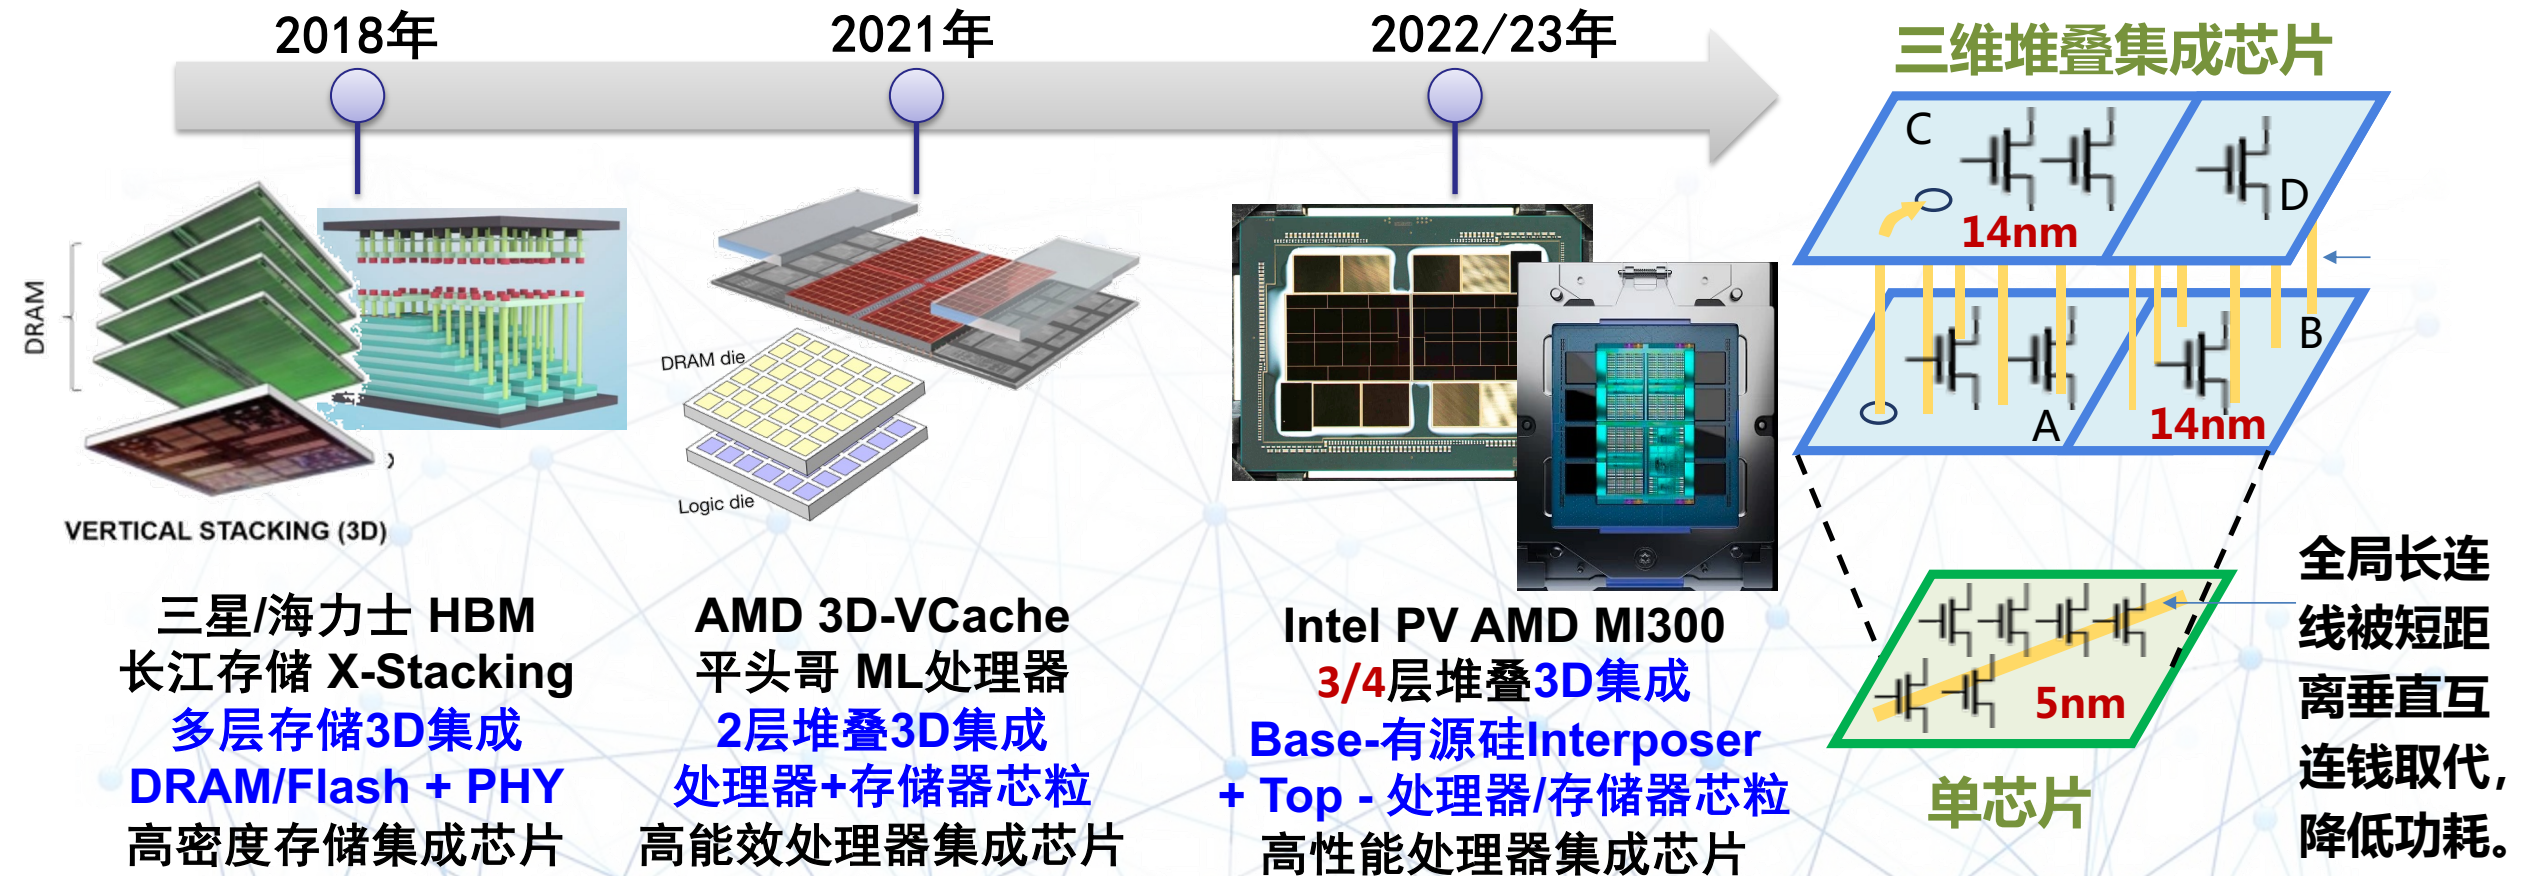 2018年
2021年
2022/23年
三维堆叠集成芯片
DRAM
VERTICAL STACKING (3D)
三星/海力士 HBM
长江存储 X-Stacking
多层存储3D集成
DRAM/Flash + PHY
高密度存储集成芯片
DRAM die
Logic die
AMD 3D-VCache
平头哥 ML处理器
2层堆叠3D集成
处理器+存储器芯粒
高能效处理器集成芯片
Intel PV AMD MI300
3/4层堆叠3D集成
Base-有源硅Interposer
+ Top - 处理器/存储器芯粒
高性能处理器集成芯片
C
D
14nm
B
A
14nm
5nm
单芯片
全局长连
线被短距
离垂直互
连钱取代，
降低功耗。